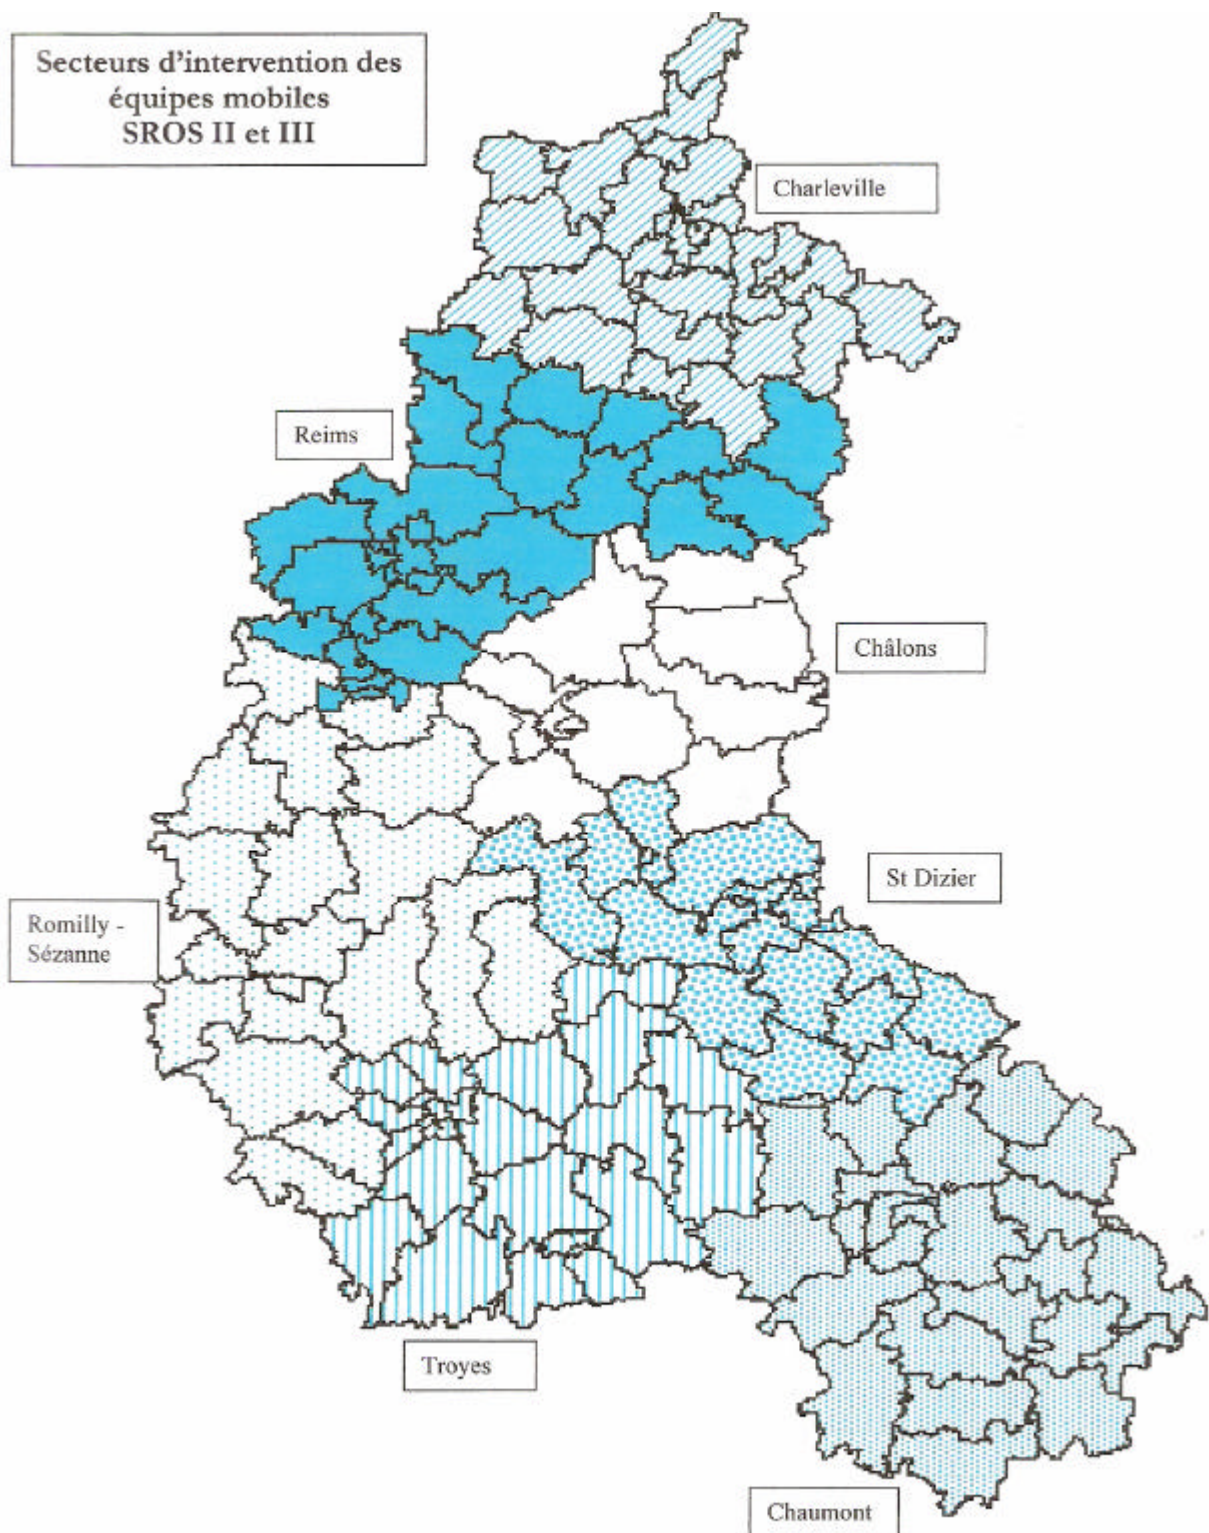 Secteurs d'intervention des
équipes mobiles
SROS II et III
Charleville
Reims
Châlons
St Dizier
Romilly -
Sézanne
Troyes
Chaumont